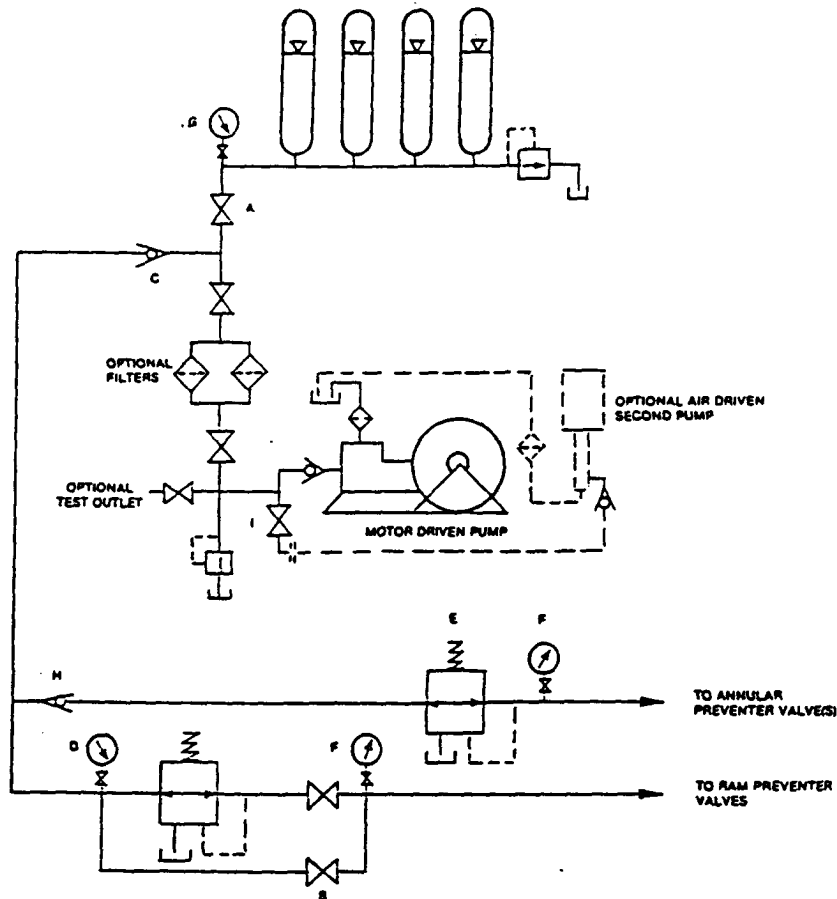 G
A
C
OPTIONAL
FILTERS
OPTIONAL AIR DRIVEN
SECOND PUMP
OPTIONAL
TEST OUTLET
I
MOTOR DRIVEN PUMP
E
F
H
TO ANNULAR
PREVENTER VALVE(S)
D
F
TO RAM PREVENTER
VALVES
B